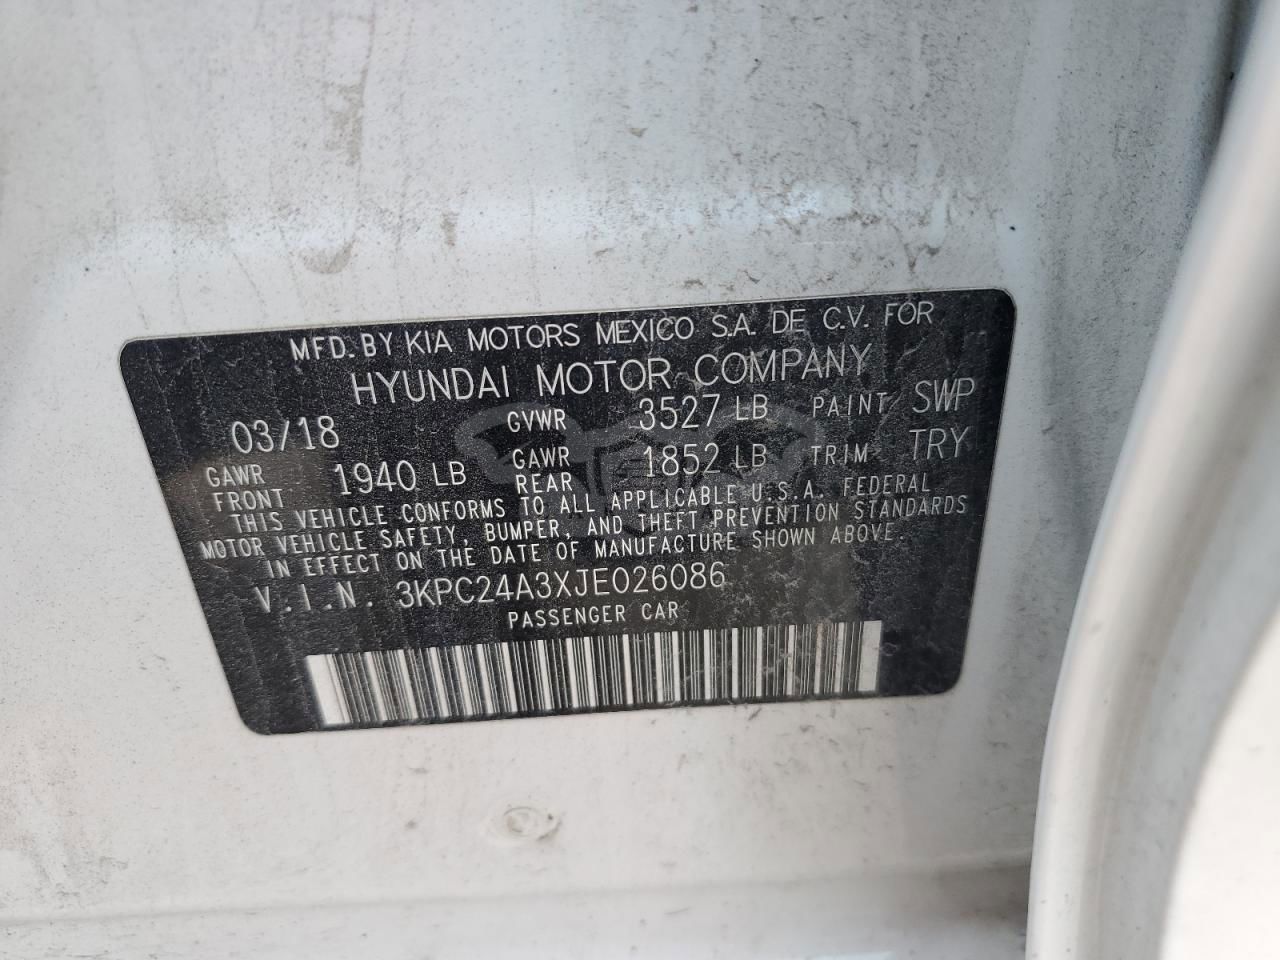 MFD. BY KIA MOTORS MEXICO S.A. DE C.V. FOR
HYUNDAI MOTOR COMPANY
03/18 GVWR 3527 LB PAINT SWP
GAWR FRONT 1940 LB GAWR REAR 1852 LB TRIM TRY
THIS VEHICLE CONFORMS TO ALL APPLICABLE U.S.A. FEDERAL
MOTOR VEHICLE SAFETY, BUMPER, AND THEFT PREVENTION STANDARDS
IN EFFECT ON THE DATE OF MANUFACTURE SHOWN ABOVE.
V.I.N. 3KPC24A3XJE026086
PASSENGER CAR